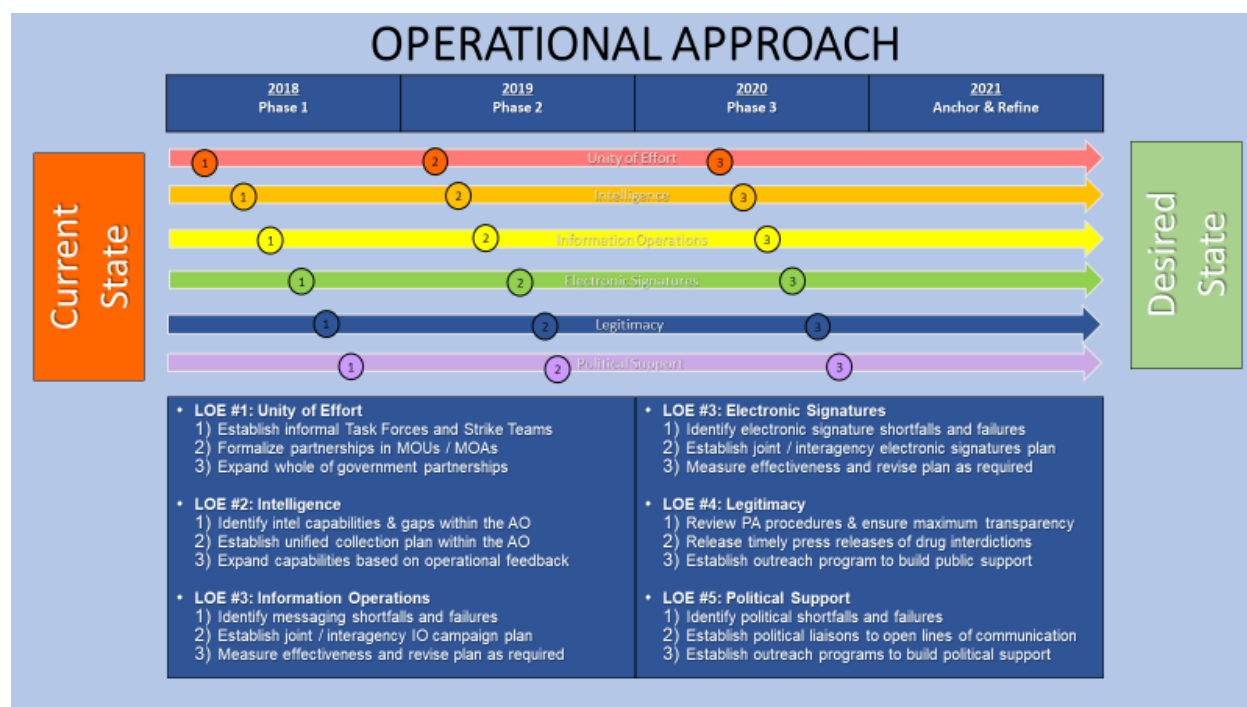 OPERATIONAL APPROACH
2018
Phase 1
2019
Phase 2
2020
Phase 3
2021
Anchor & Refine
Current
State
Desired
State
1 2 Unity of Effort 3
1 2 Intelligence 3
1 2 Information Operations 3
1 2 Electronic Signatures 3
1 2 Legitimacy 3
1 2 Political Support 3
• LOE #1: Unity of Effort
1) Establish informal Task Forces and Strike Teams
2) Formalize partnerships in MOUs / MOAs
3) Expand whole of government partnerships
• LOE #2: Intelligence
1) Identify intel capabilities & gaps within the AO
2) Establish unified collection plan within the AO
3) Expand capabilities based on operational feedback
• LOE #3: Information Operations
1) Identify messaging shortfalls and failures
2) Establish joint / interagency IO campaign plan
3) Measure effectiveness and revise plan as required
• LOE #3: Electronic Signatures
1) Identify electronic signature shortfalls and failures
2) Establish joint / interagency electronic signatures plan
3) Measure effectiveness and revise plan as required
• LOE #4: Legitimacy
1) Review PA procedures & ensure maximum transparency
2) Release timely press releases of drug interdictions
3) Establish outreach program to build public support
• LOE #5: Political Support
1) Identify political shortfalls and failures
2) Establish political liaisons to open lines of communication
3) Establish outreach programs to build political support